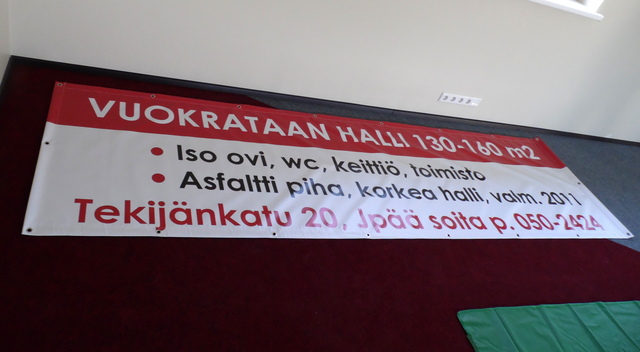 VUOKRATAAN HALLI 130-160 m2
• Iso ovi, wc, keittiö, toimisto
• Asfaltti piha, korkea halli, valm. 2011
Tekijänkatu 20, Jpää soita p. 050-2424